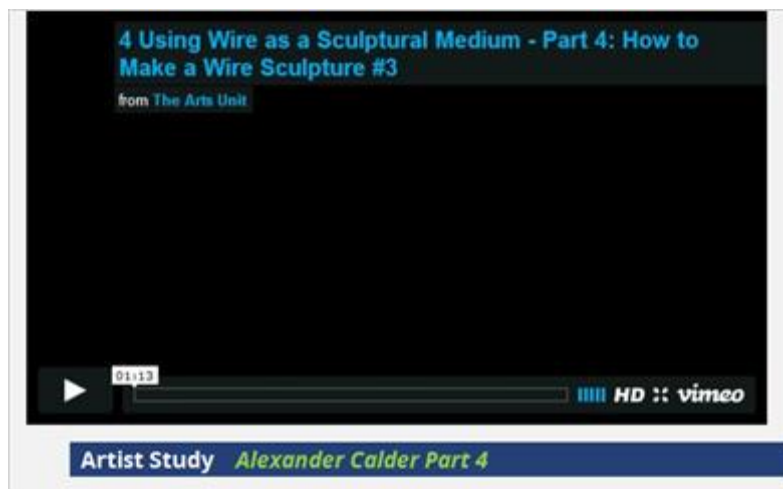 4 Using Wire as a Sculptural Medium - Part 4: How to
Make a Wire Sculpture #3
from The Arts Unit
01:13
HD vimeo
Artist Study Alexander Calder Part 4